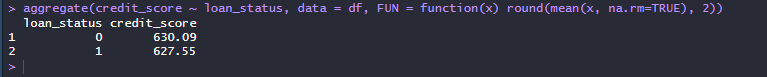 > aggregate(credit_score ~ loan_status, data = df, FUN = function(x) round(mean(x, na.rm=TRUE), 2))
  loan_status credit_score
1           0       630.09
2           1       627.55
>